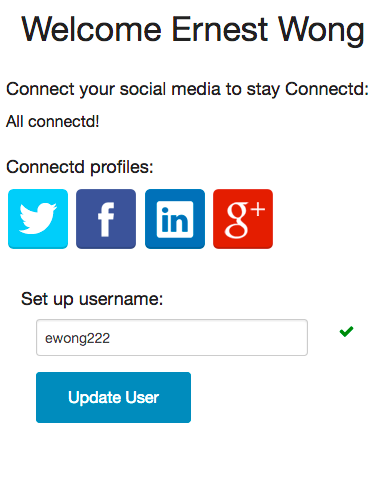 Welcome Ernest Wong
Connect your social media to stay Connectd:
All connectd!
Connectd profiles:
f in g+
Set up username:
ewong222
Update User